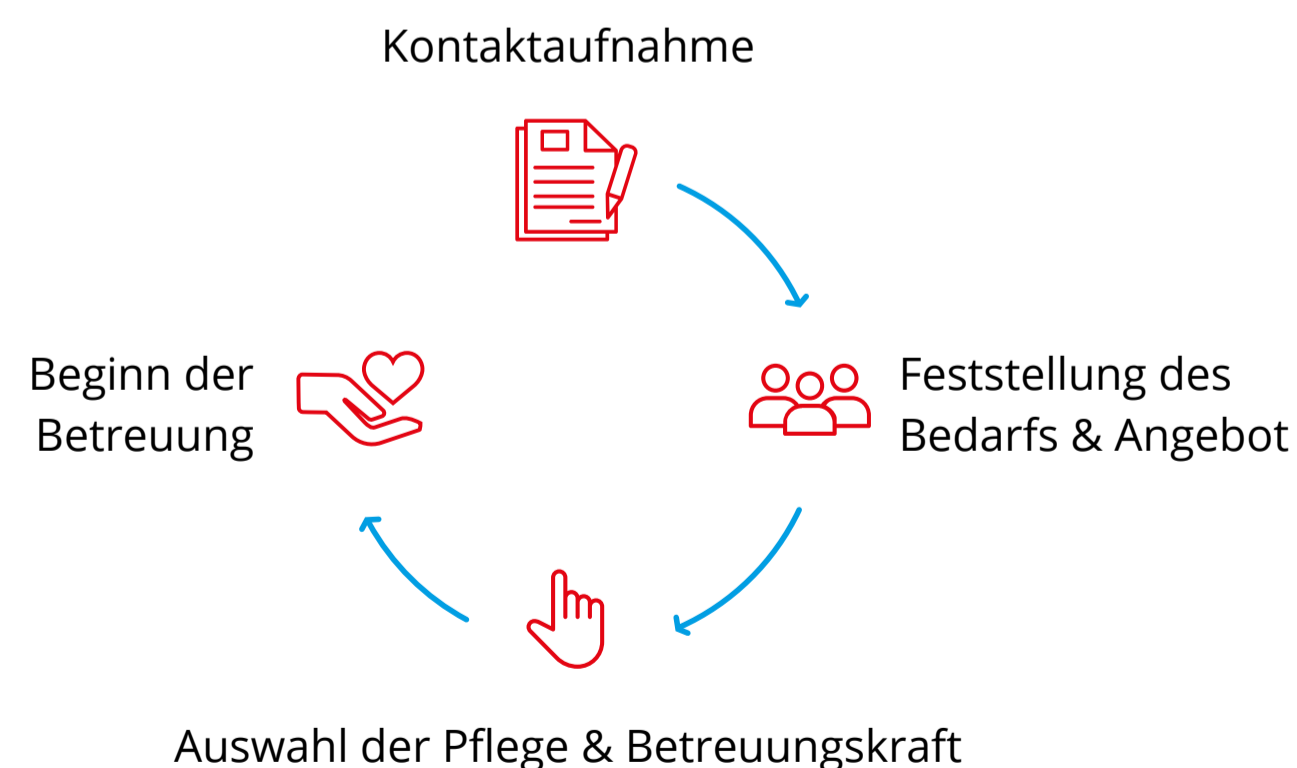 Kontaktaufnahme
Feststellung des
Bedarfs & Angebot
Auswahl der Pflege & Betreuungskraft
Beginn der
Betreuung